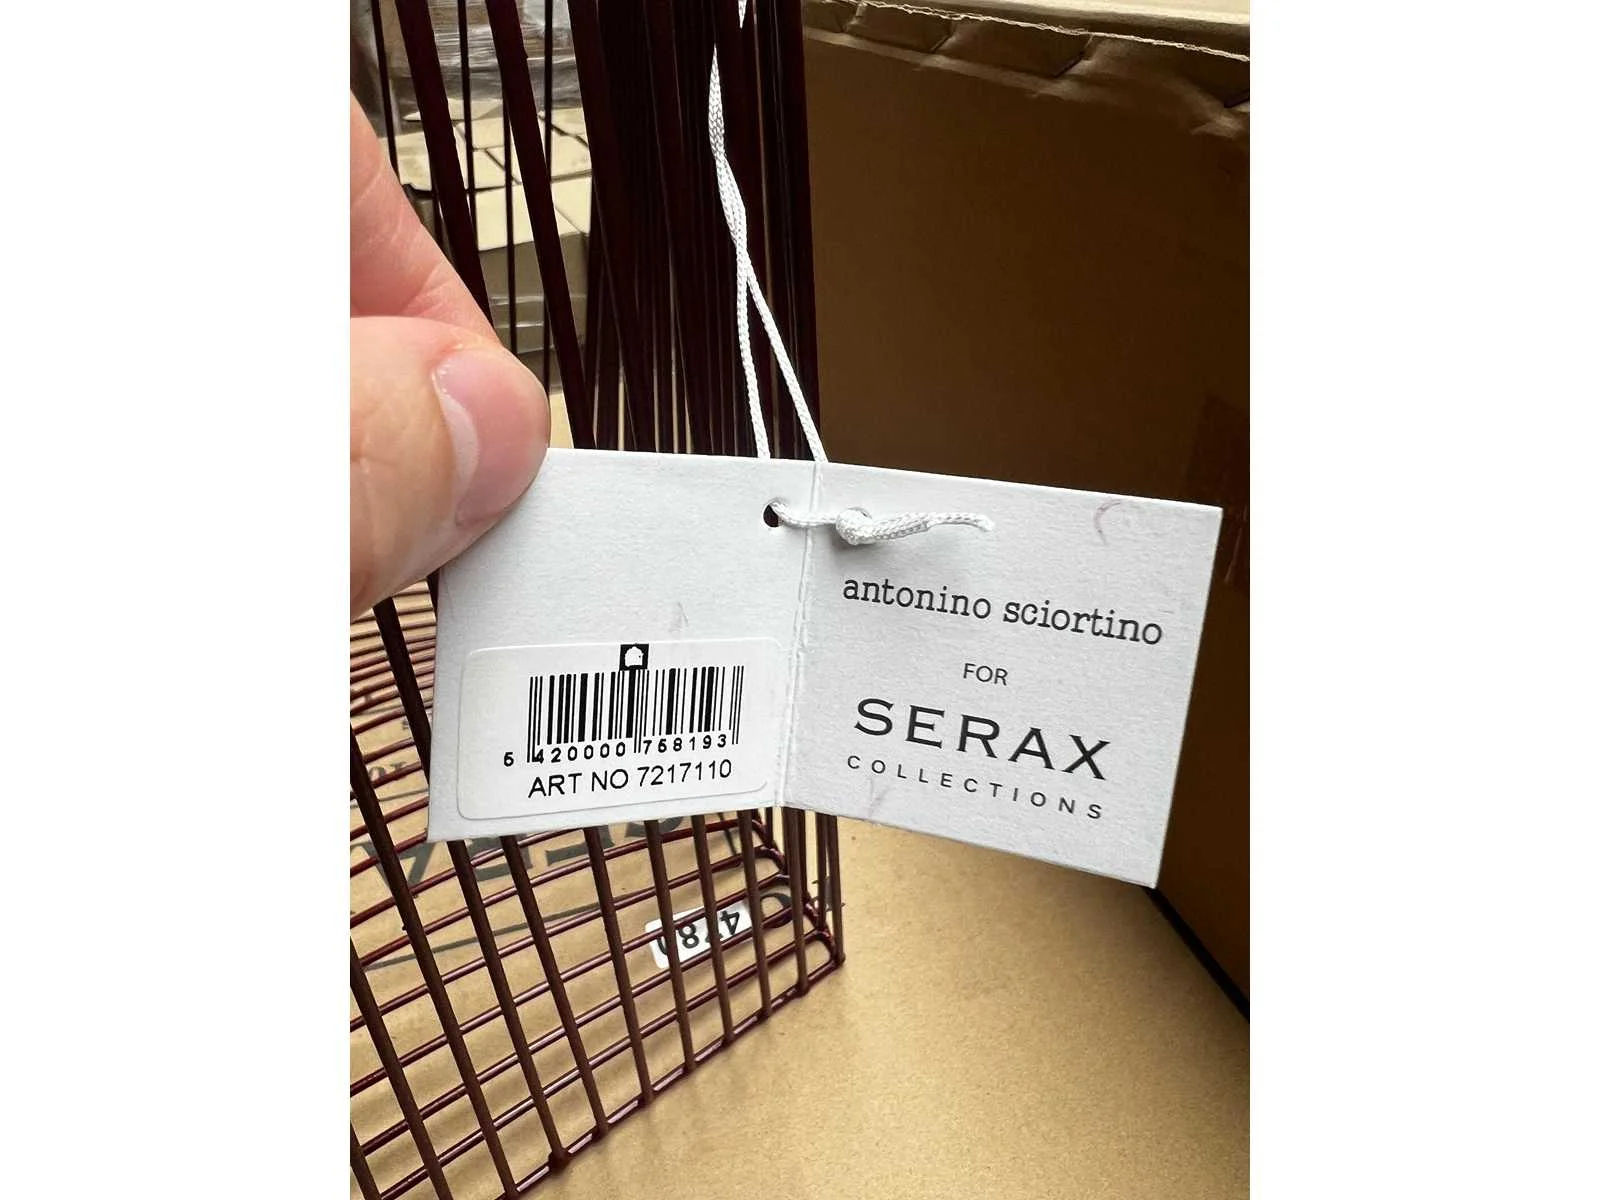 antonino sciortino
FOR
SERAX
COLLECTIONS
5 420000 758193
ART NO 7217110